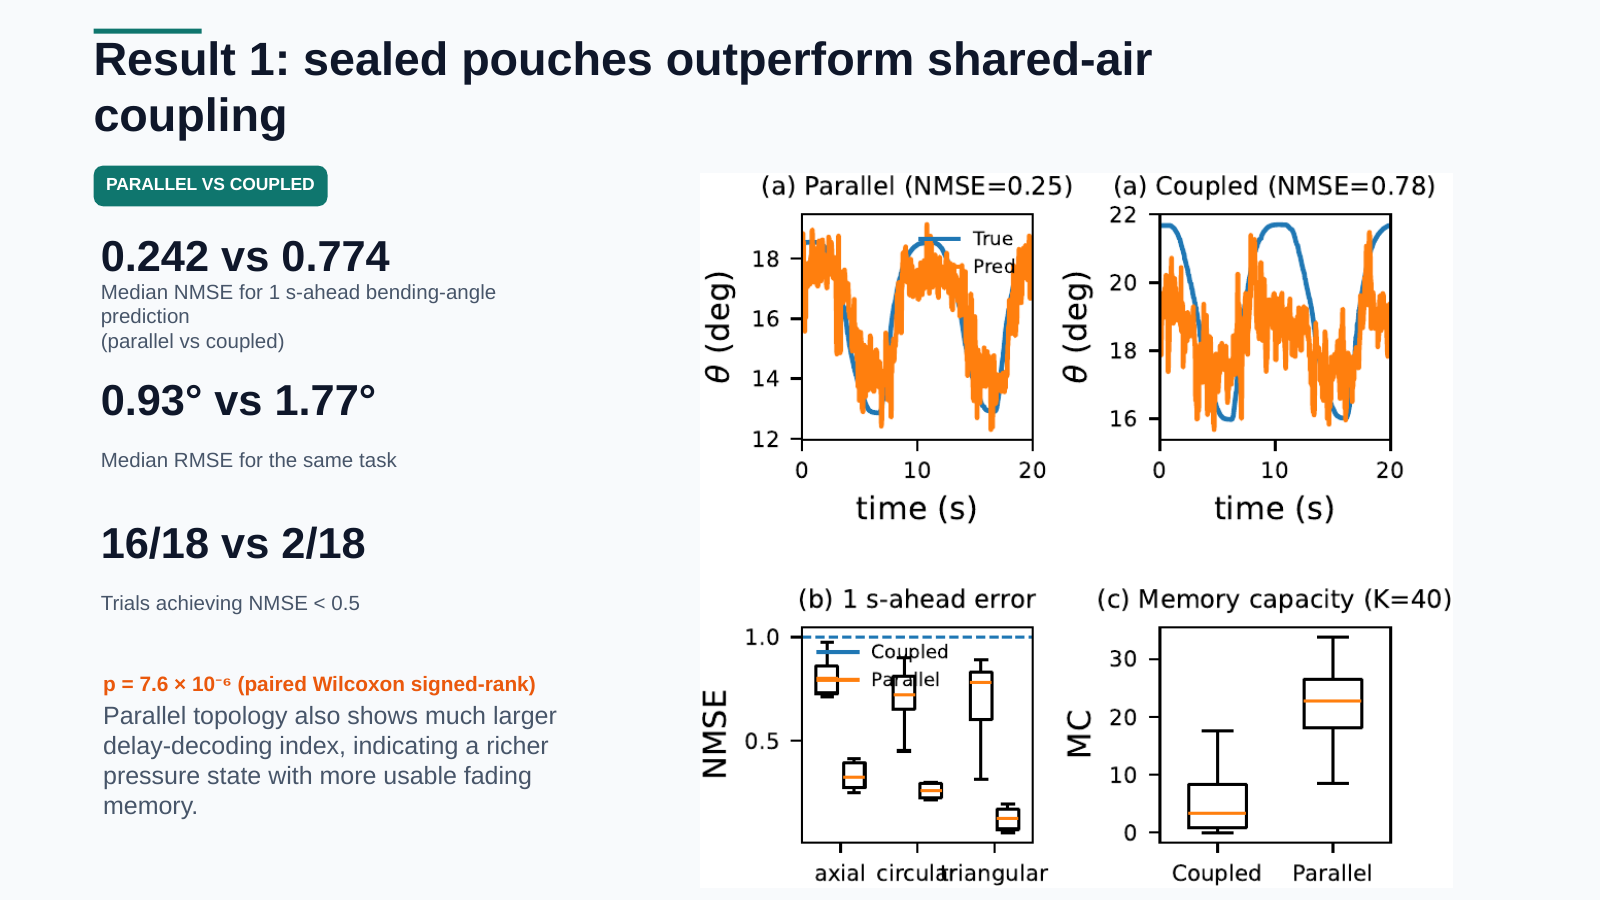 Result 1: sealed pouches outperform shared-air
coupling
PARALLEL VS COUPLED
0.242 vs 0.774
Median NMSE for 1 s-ahead bending-angle
prediction
(parallel vs coupled)
0.93° vs 1.77°
Median RMSE for the same task
16/18 vs 2/18
Trials achieving NMSE < 0.5
p = 7.6 × 10⁻⁶ (paired Wilcoxon signed-rank)
Parallel topology also shows much larger
delay-decoding index, indicating a richer
pressure state with more usable fading
memory.
(a) Parallel (NMSE=0.25)
True
Pred
θ (deg)
18
16
14
12
0 10 20
time (s)
(a) Coupled (NMSE=0.78)
θ (deg)
22
20
18
16
0 10 20
time (s)
(b) 1 s-ahead error
Coupled
Parallel
NMSE
1.0
0.5
axial circular triangular
(c) Memory capacity (K=40)
MC
30
20
10
0
Coupled Parallel